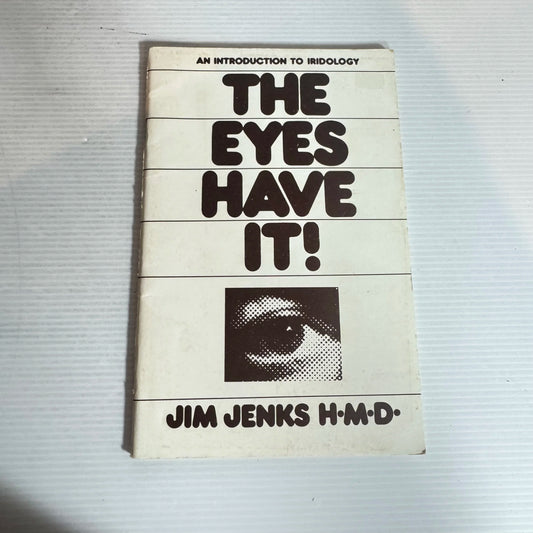 AN INTRODUCTION TO IRIDOLOGY
THE
EYES
HAVE
IT!
JIM JENKS H·M·D·